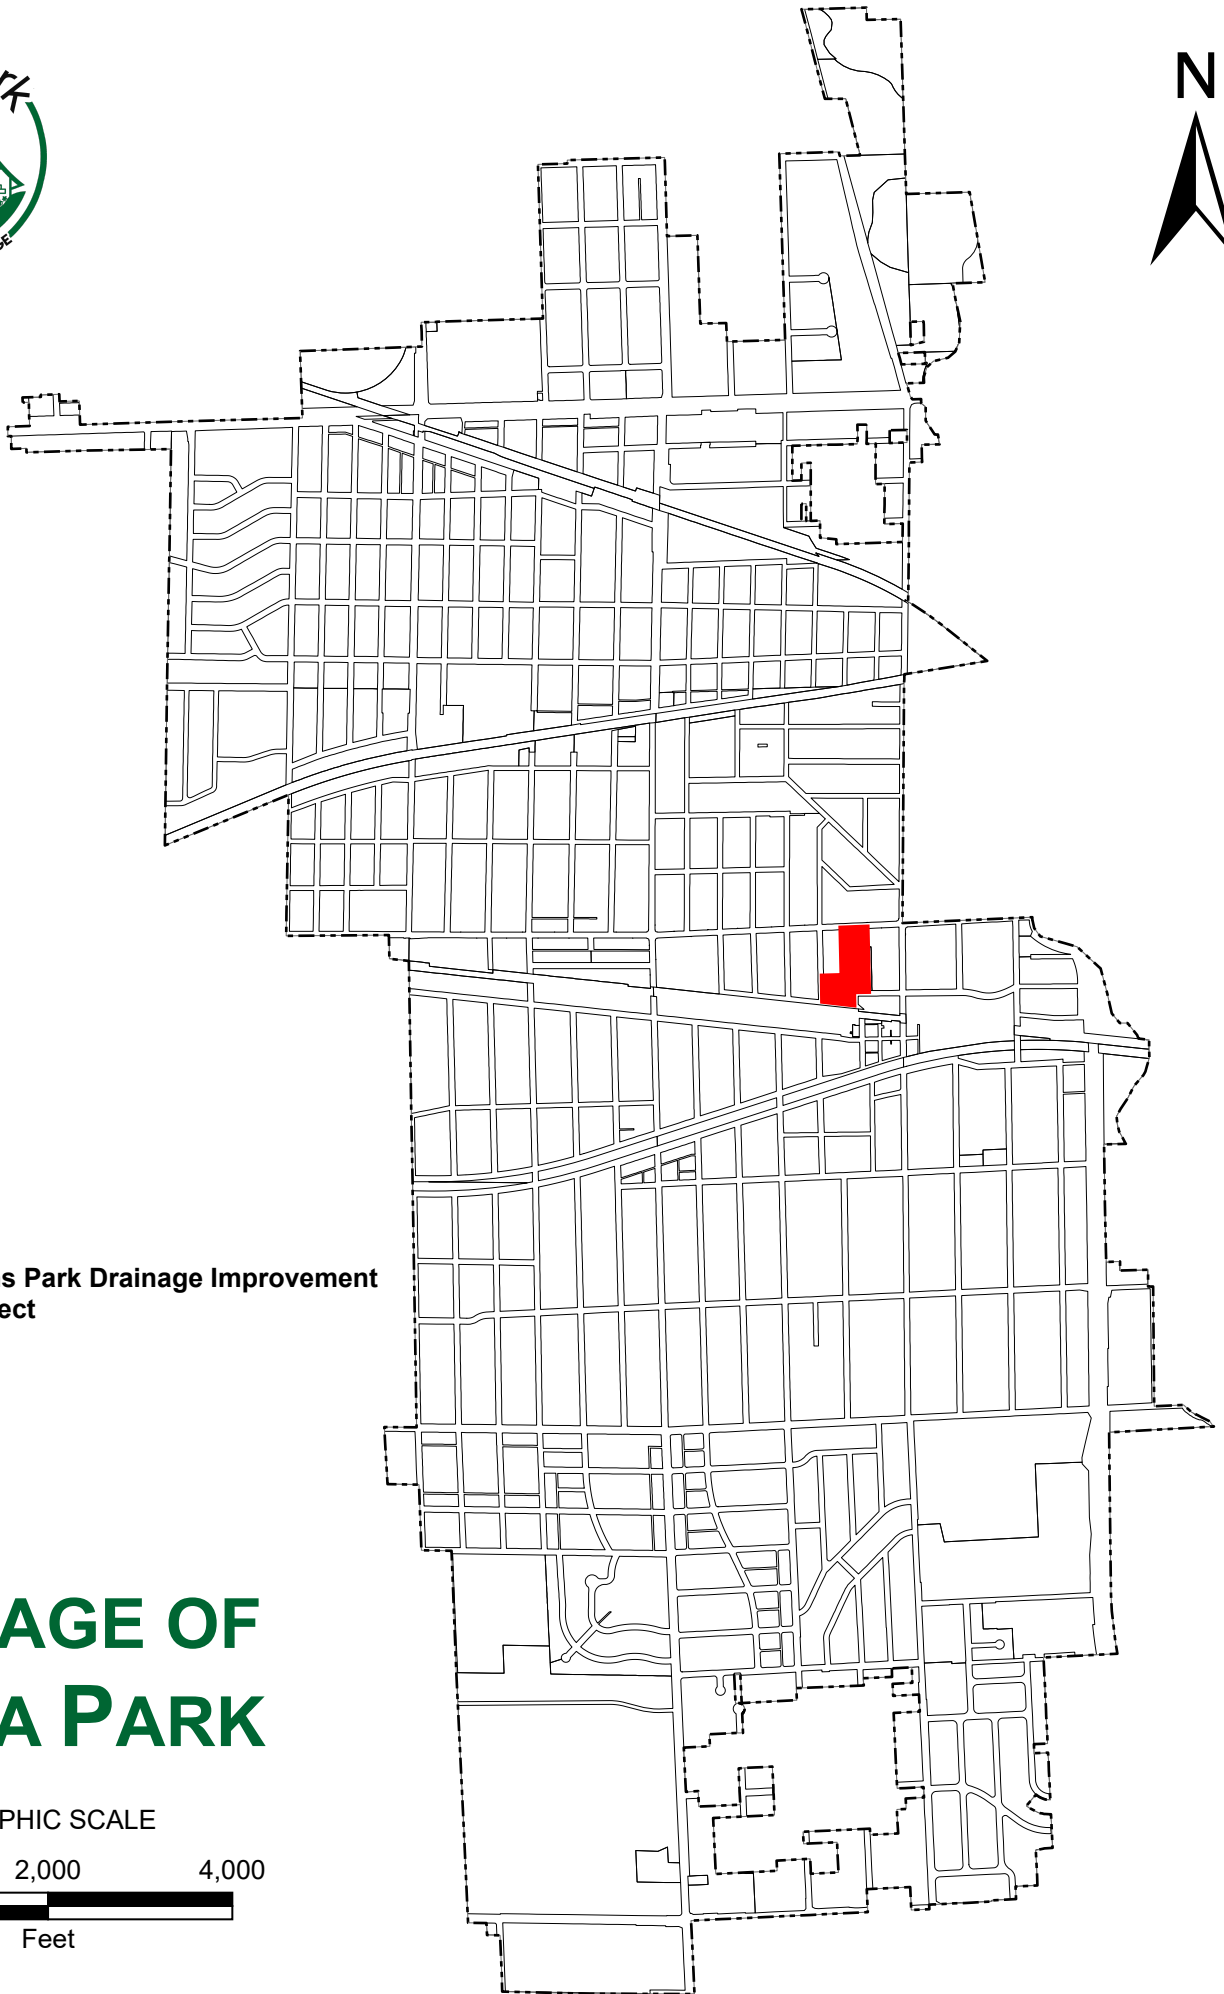 N
s Park Drainage Improvement
ect
AGE OF
A PARK
PHIC SCALE
2,000 4,000
Feet